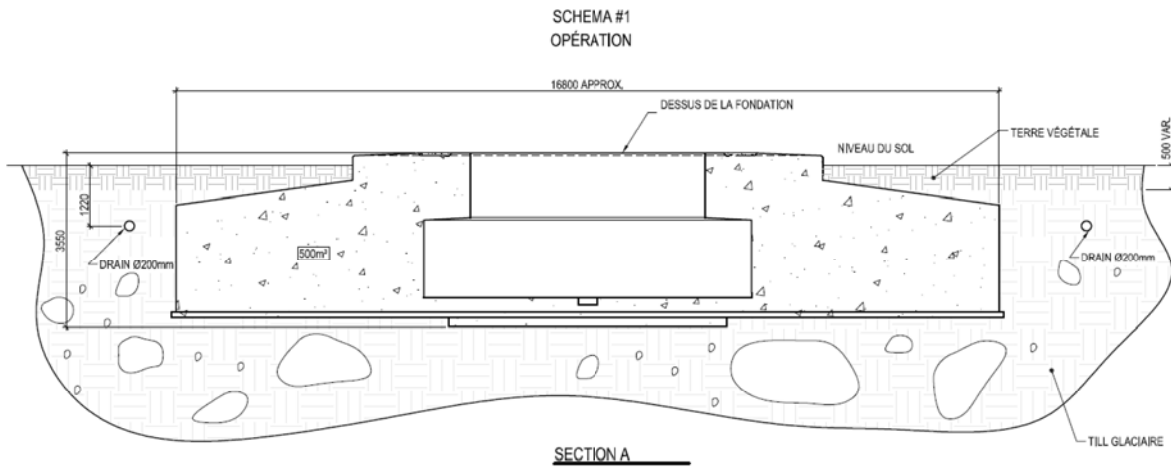 SCHEMA #1
OPÉRATION
16800 APPROX.
DESSUS DE LA FONDATION
TERRE VÉGÉTALE
NIVEAU DU SOL
500 VAR.
1220
3550
DRAIN Ø200mm
500m³
DRAIN Ø200mm
TILL GLACIAIRE
SECTION A